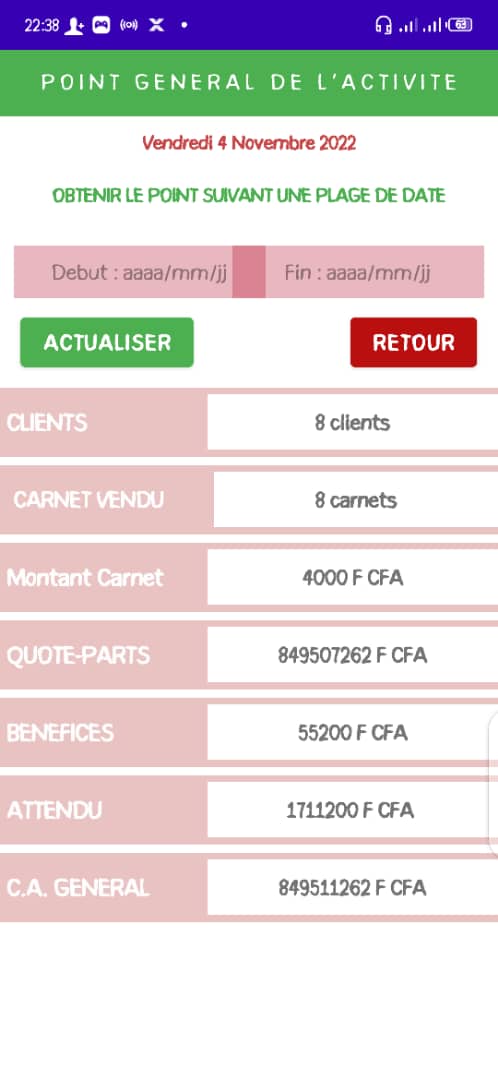 22:38
63
POINT GENERAL DE L'ACTIVITE
Vendredi 4 Novembre 2022
OBTENIR LE POINT SUIVANT UNE PLAGE DE DATE
Debut : aaaa/mm/jj Fin : aaaa/mm/jj
ACTUALISER RETOUR
CLIENTS 8 clients
CARNET VENDU 8 carnets
Montant Carnet 4000 F CFA
QUOTE-PARTS 849507262 F CFA
BENEFICES 55200 F CFA
ATTENDU 1711200 F CFA
C.A. GENERAL 849511262 F CFA